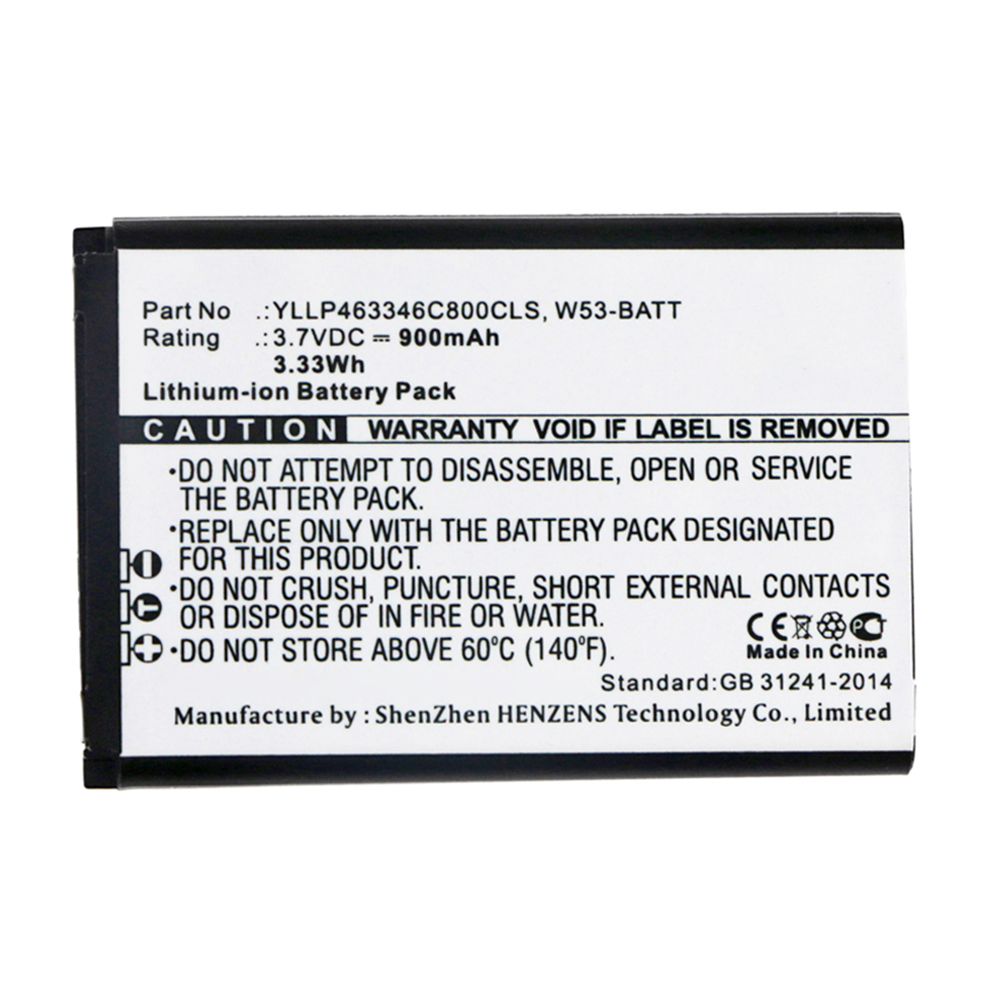 Part No .: YLLP463346C800CLS, W53-BATT
Rating .: 3.7VDC ⎓ 900mAh
3.33Wh
Lithium-ion Battery Pack
CAUTION WARRANTY VOID IF LABEL IS REMOVED
·DO NOT ATTEMPT TO DISASSEMBLE, OPEN OR SERVICE
THE BATTERY PACK.
·REPLACE ONLY WITH THE BATTERY PACK DESIGNATED
FOR THIS PRODUCT.
·DO NOT CRUSH, PUNCTURE, SHORT EXTERNAL CONTACTS
T OR DISPOSE OF IN FIRE OR WATER.
·DO NOT STORE ABOVE 60°C (140°F).
CE PCT
Made In China
Standard:GB 31241-2014
Manufacture by : ShenZhen HENZENS Technology Co., Limited